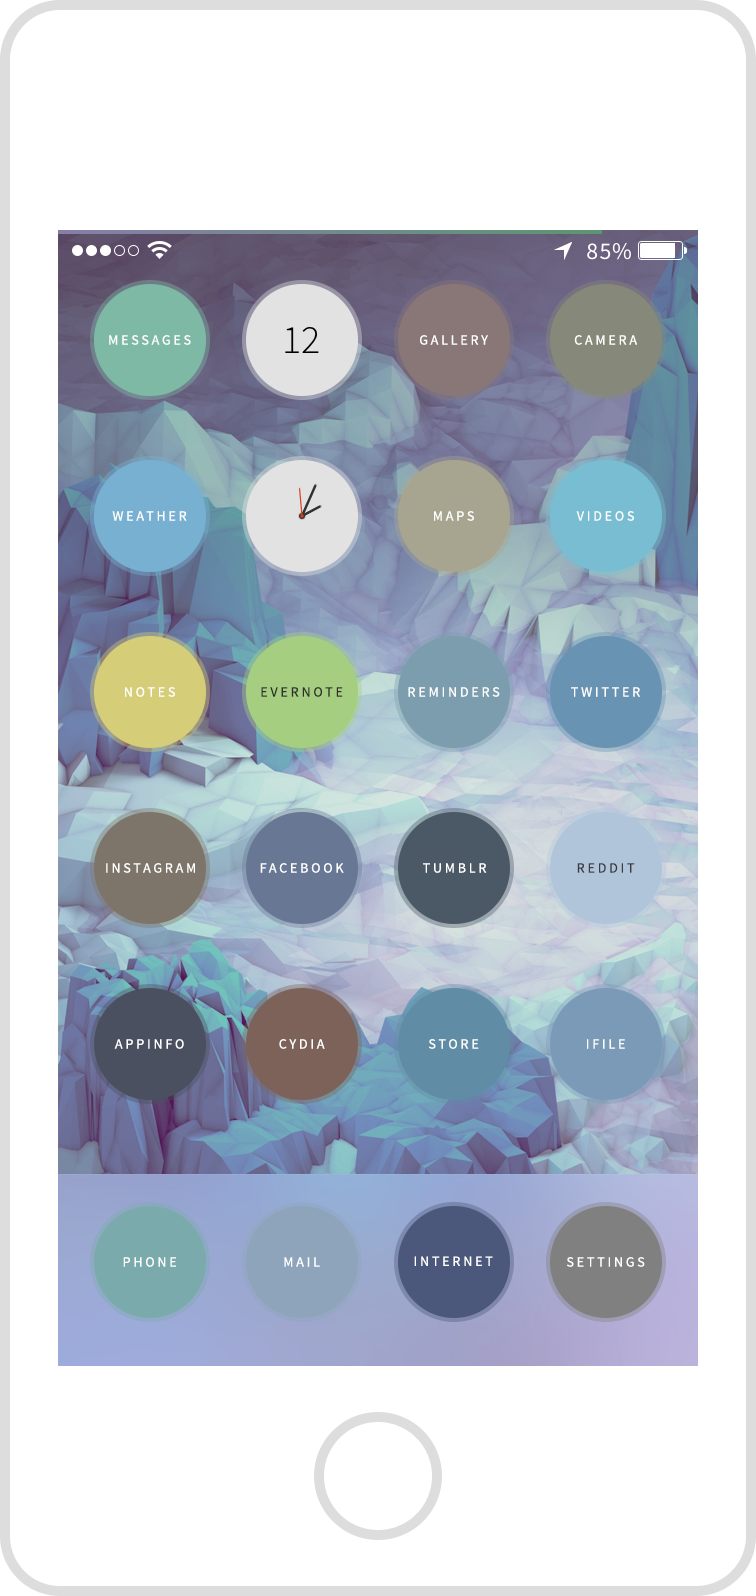 85%
MESSAGES 12 GALLERY CAMERA
WEATHER MAPS VIDEOS
NOTES EVERNOTE REMINDERS TWITTER
INSTAGRAM FACEBOOK TUMBLR REDDIT
APPINFO CYDIA STORE IFILE
PHONE MAIL INTERNET SETTINGS